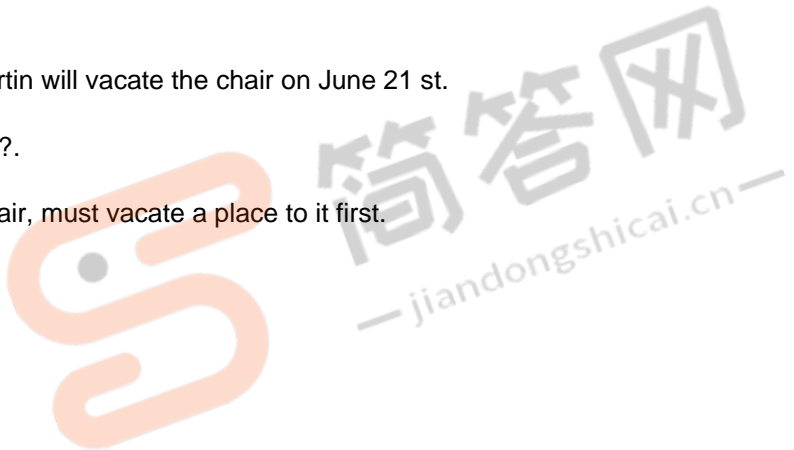 rtin will vacate the chair on June 21 st.
?.
air, must vacate a place to it first.
简答网
jiandongshicai.cn